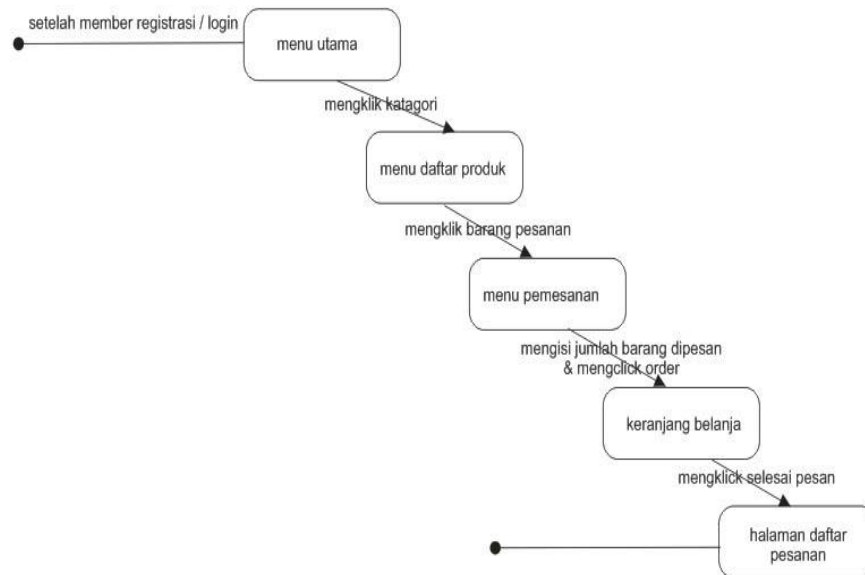 setelah member registrasi / login
menu utama
mengklik katagori
menu daftar produk
mengklik barang pesanan
menu pemesanan
mengisi jumlah barang dipesan
& mengclick order
keranjang belanja
mengklick selesai pesan
halaman daftar
pesanan